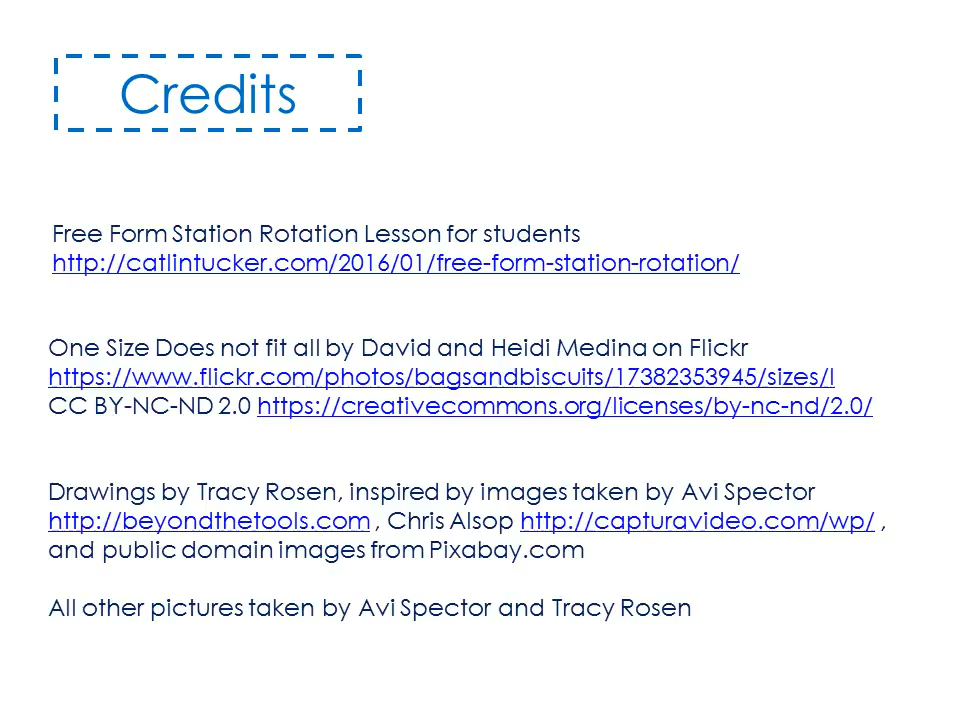 Credits
Free Form Station Rotation Lesson for students
http://catlintucker.com/2016/01/free-form-station-rotation/
One Size Does not fit all by David and Heidi Medina on Flickr
https://www.flickr.com/photos/bagsandbiscuits/17382353945/sizes/l
CC BY-NC-ND 2.0 https://creativecommons.org/licenses/by-nc-nd/2.0/
Drawings by Tracy Rosen, inspired by images taken by Avi Spector
http://beyondthetools.com , Chris Alsop http://capturavideo.com/wp/ ,
and public domain images from Pixabay.com
All other pictures taken by Avi Spector and Tracy Rosen